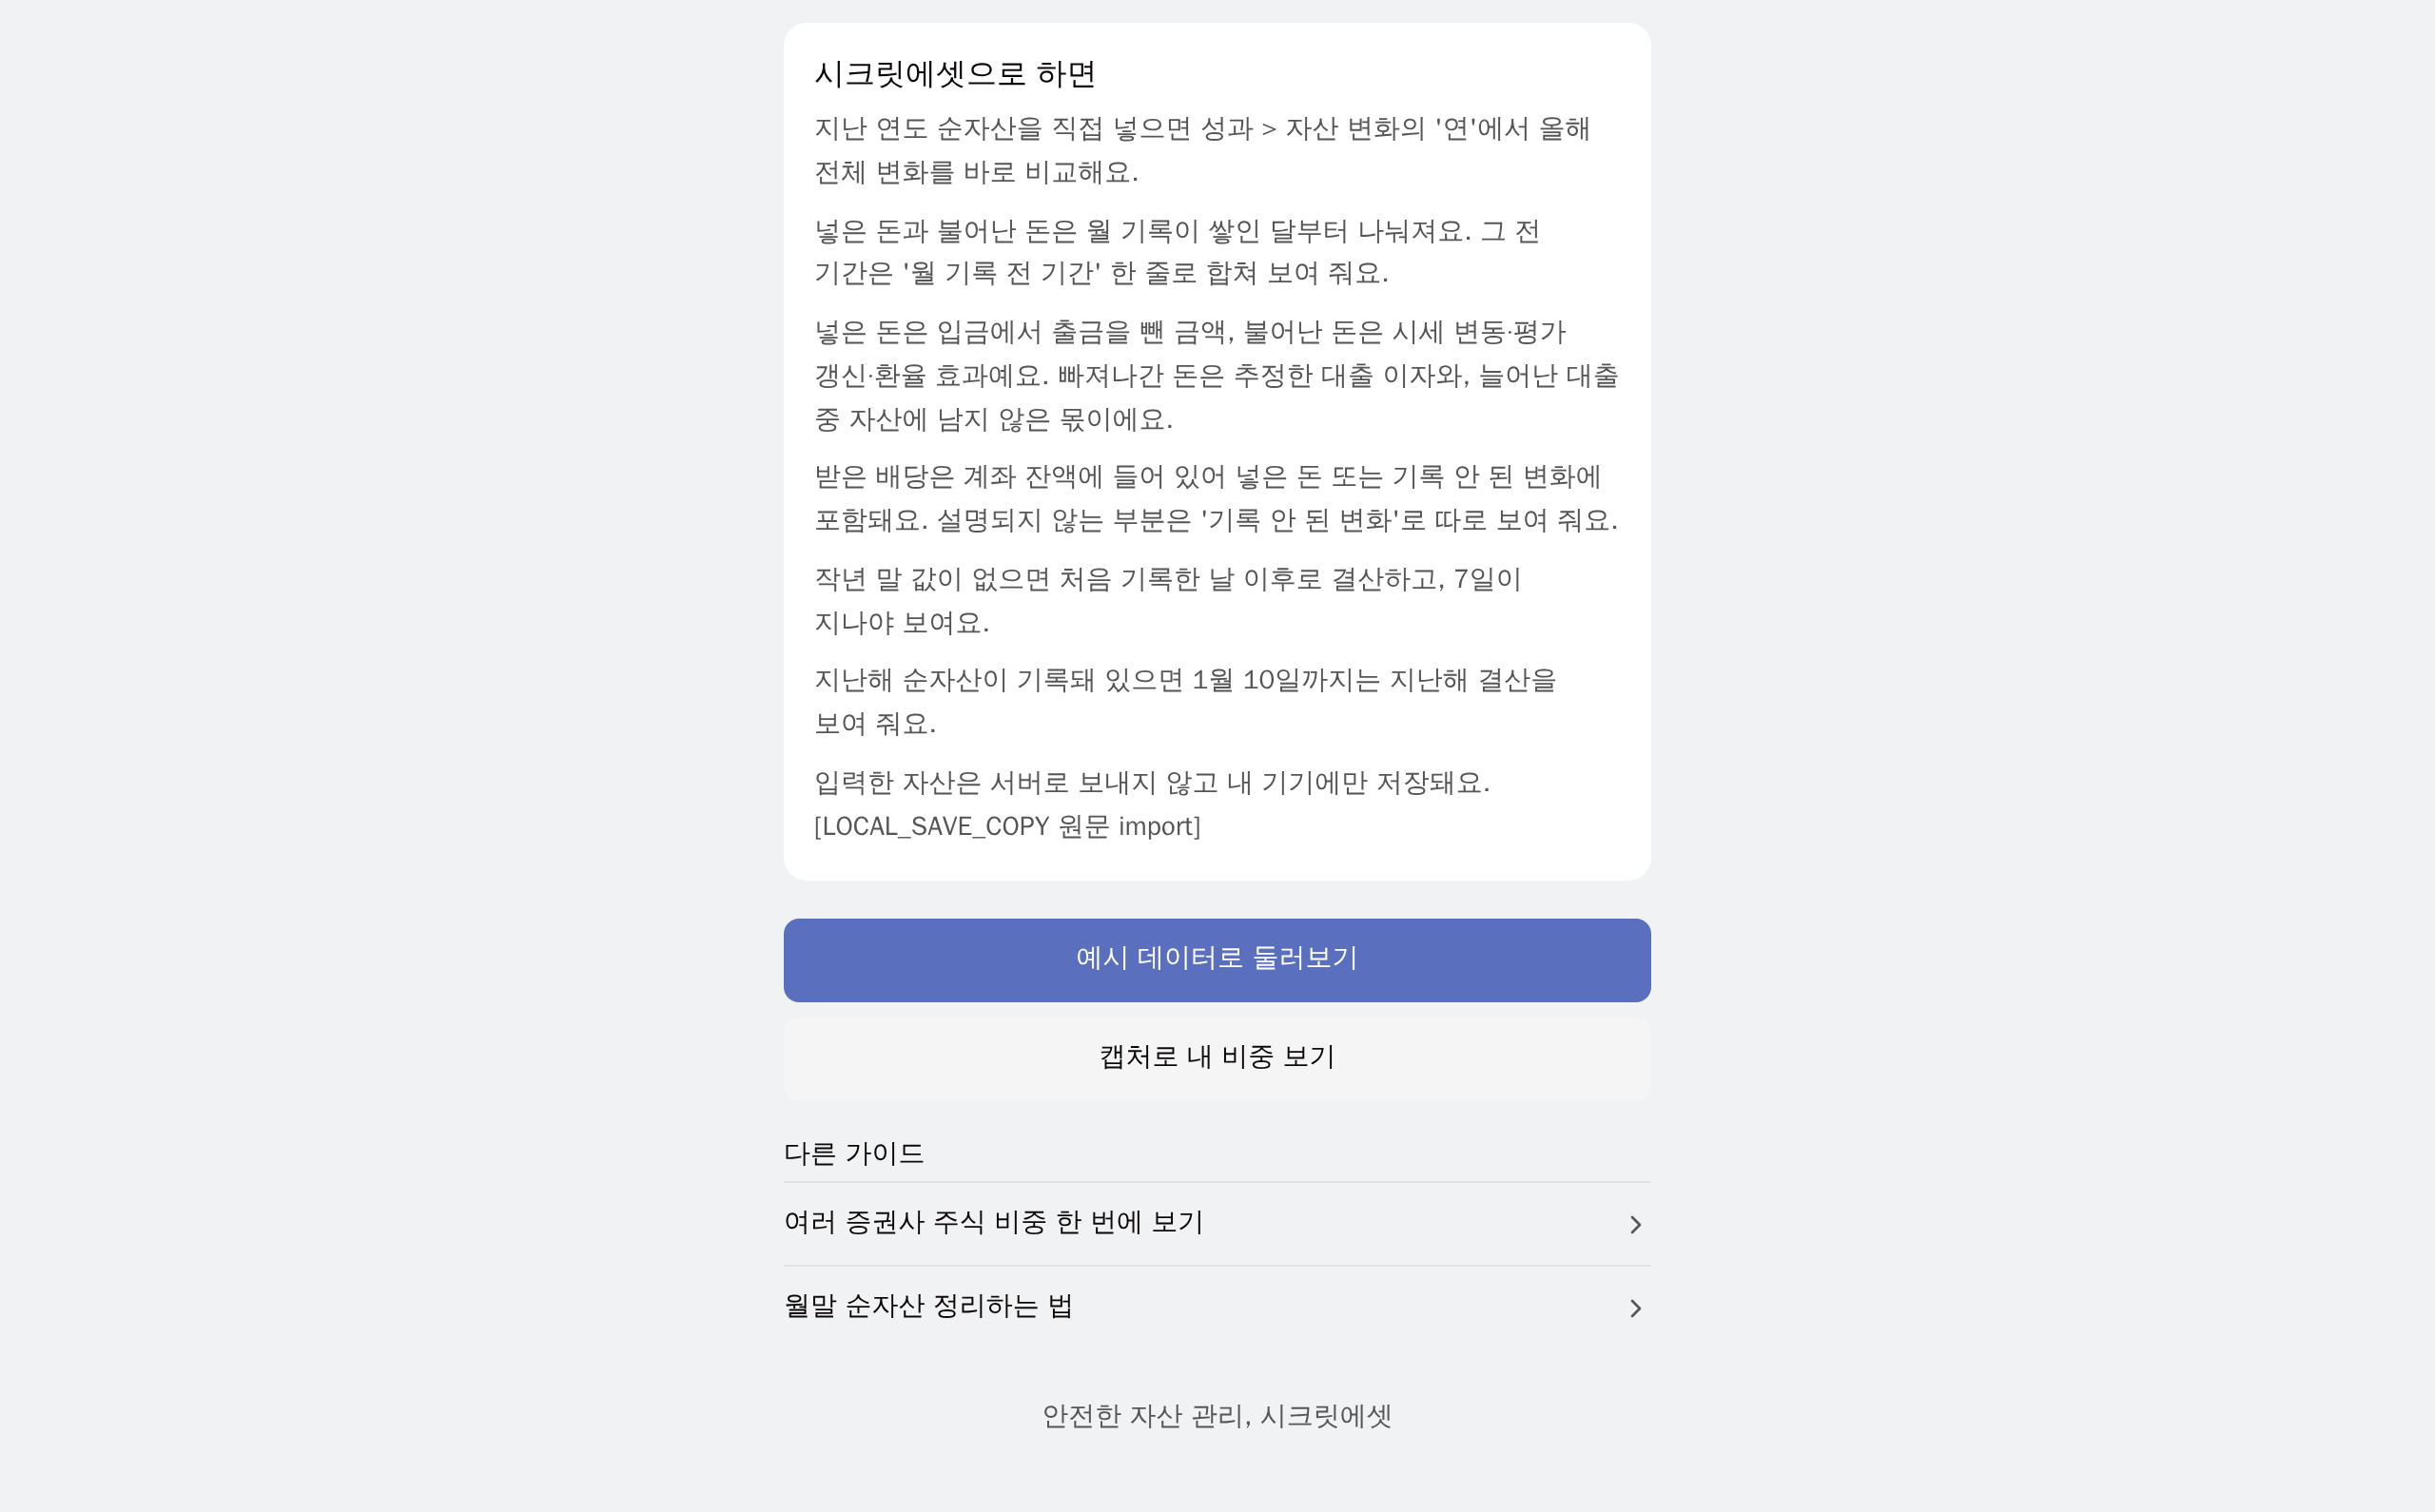 시크릿에셋으로 하면
지난 연도 순자산을 직접 넣으면 성과 > 자산 변화의 '연'에서 올해
전체 변화를 바로 비교해요.
넣은 돈과 불어난 돈은 월 기록이 쌓인 달부터 나눠져요. 그 전
기간은 '월 기록 전 기간' 한 줄로 합쳐 보여 줘요.
넣은 돈은 입금에서 출금을 뺀 금액, 불어난 돈은 시세 변동·평가
갱신·환율 효과예요. 빠져나간 돈은 추정한 대출 이자와, 늘어난 대출
중 자산에 남지 않은 몫이에요.
받은 배당은 계좌 잔액에 들어 있어 넣은 돈 또는 기록 안 된 변화에
포함돼요. 설명되지 않는 부분은 '기록 안 된 변화'로 따로 보여 줘요.
작년 말 값이 없으면 처음 기록한 날 이후로 결산하고, 7일이
지나야 보여요.
지난해 순자산이 기록돼 있으면 1월 10일까지는 지난해 결산을
보여 줘요.
입력한 자산은 서버로 보내지 않고 내 기기에만 저장돼요.
[LOCAL_SAVE_COPY 원문 import]
예시 데이터로 둘러보기
캡처로 내 비중 보기
다른 가이드
여러 증권사 주식 비중 한 번에 보기
월말 순자산 정리하는 법
안전한 자산 관리, 시크릿에셋